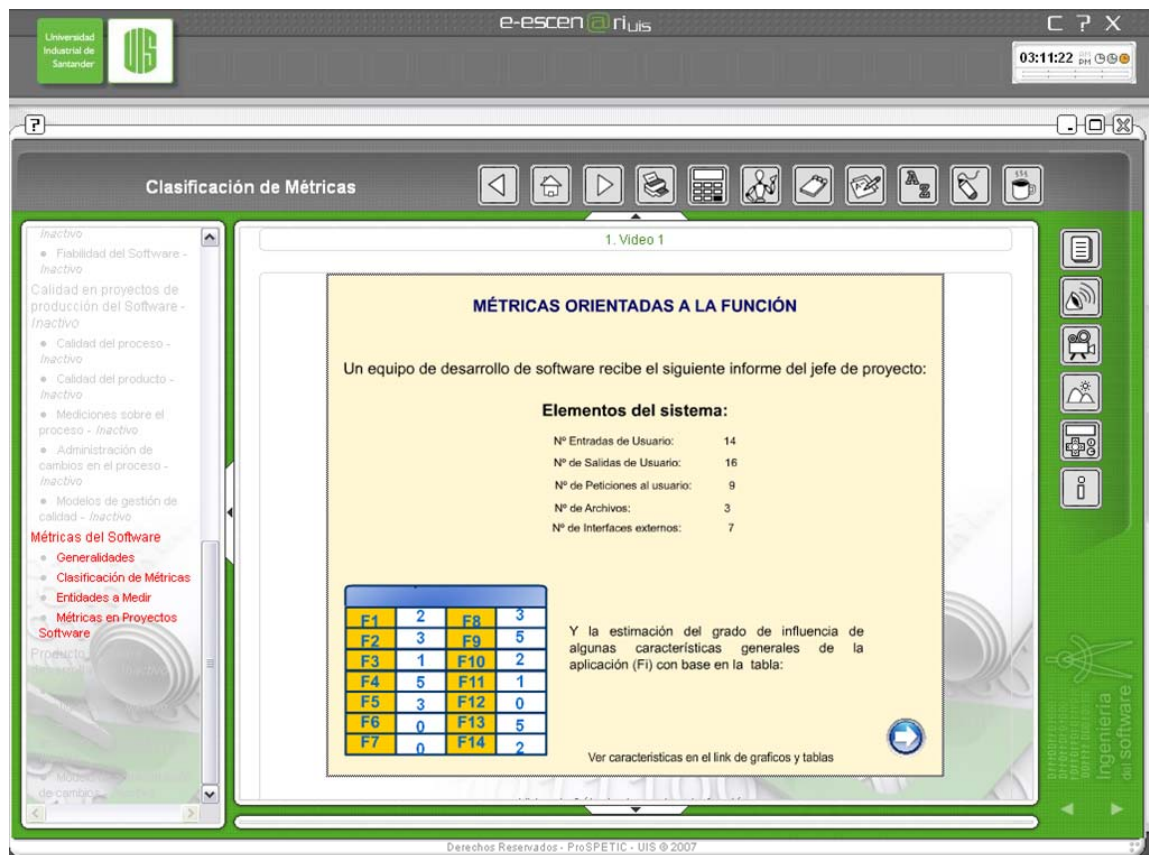 Universidad
Industrial de
Santander
UIS
e-escen@ri UIS
C ? X
03:11:22 AM
PM
?
Clasificación de Métricas
A
Z
Inactivo
Fiabilidad del Software -
Inactivo
Calidad en proyectos de
producción del Software -
Inactivo
Calidad del proceso -
Inactivo
Calidad del producto -
Inactivo
Mediciones sobre el
proceso - Inactivo
Administración de
cambios en el proceso -
Inactivo
Modelos de gestión de
calidad - Inactivo
Métricas del Software
Generalidades
Clasificación de Métricas
Entidades a Medir
Métricas en Proyectos
Software
1. Video 1
MÉTRICAS ORIENTADAS A LA FUNCIÓN
Un equipo de desarrollo de software recibe el siguiente informe del jefe de proyecto:
Elementos del sistema:
Nº Entradas de Usuario: 14
Nº de Salidas de Usuario: 16
Nº de Peticiones al usuario: 9
Nº de Archivos: 3
Nº de Interfaces externos: 7
F1 2 F8 3
F2 3 F9 5
F3 1 F10 2
F4 5 F11 1
F5 3 F12 0
F6 0 F13 5
F7 0 F14 2
Y la estimación del grado de influencia de
algunas características generales de la
aplicación (Fi) con base en la tabla:
Ver caracteristicas en el link de graficos y tablas
Ingeniería
del software
Derechos Reservados - ProSPETIC - UIS © 2007